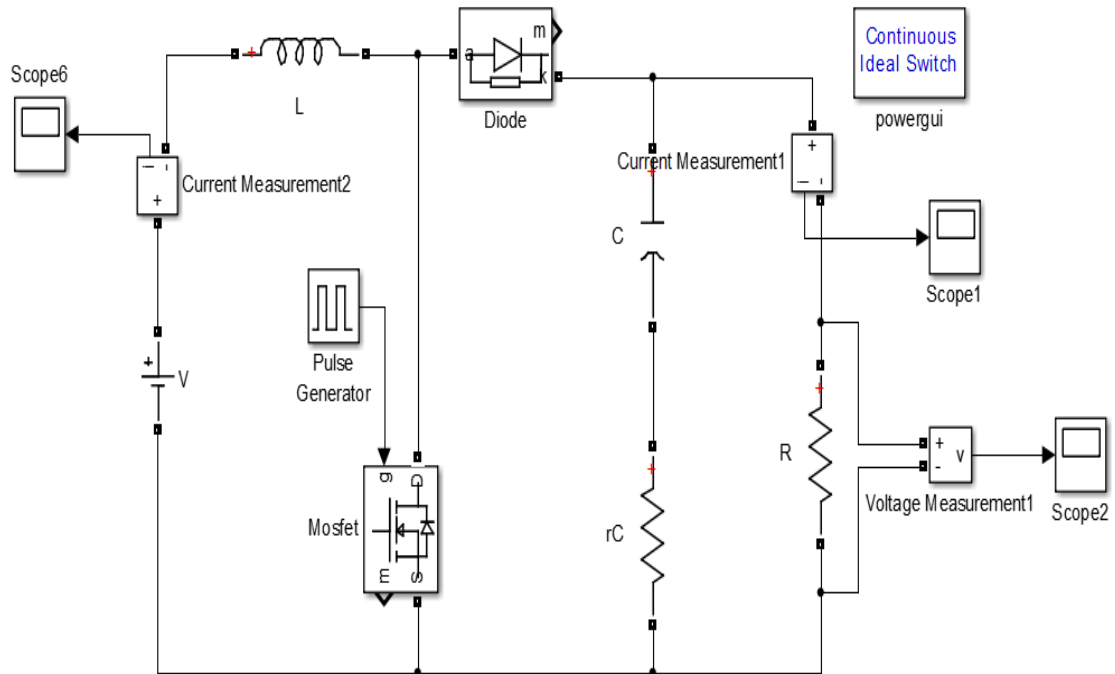 Continuous
Ideal Switch
powergui
m
a
k
Diode
+
L
Scope6
i
-
+
Current Measurement2
+
Current Measurement1
+
i
-
Scope1
C
Pulse
Generator
+
V
+
R
+
-
v
Voltage Measurement1
Scope2
g
D
Mosfet
m
S
+
rC